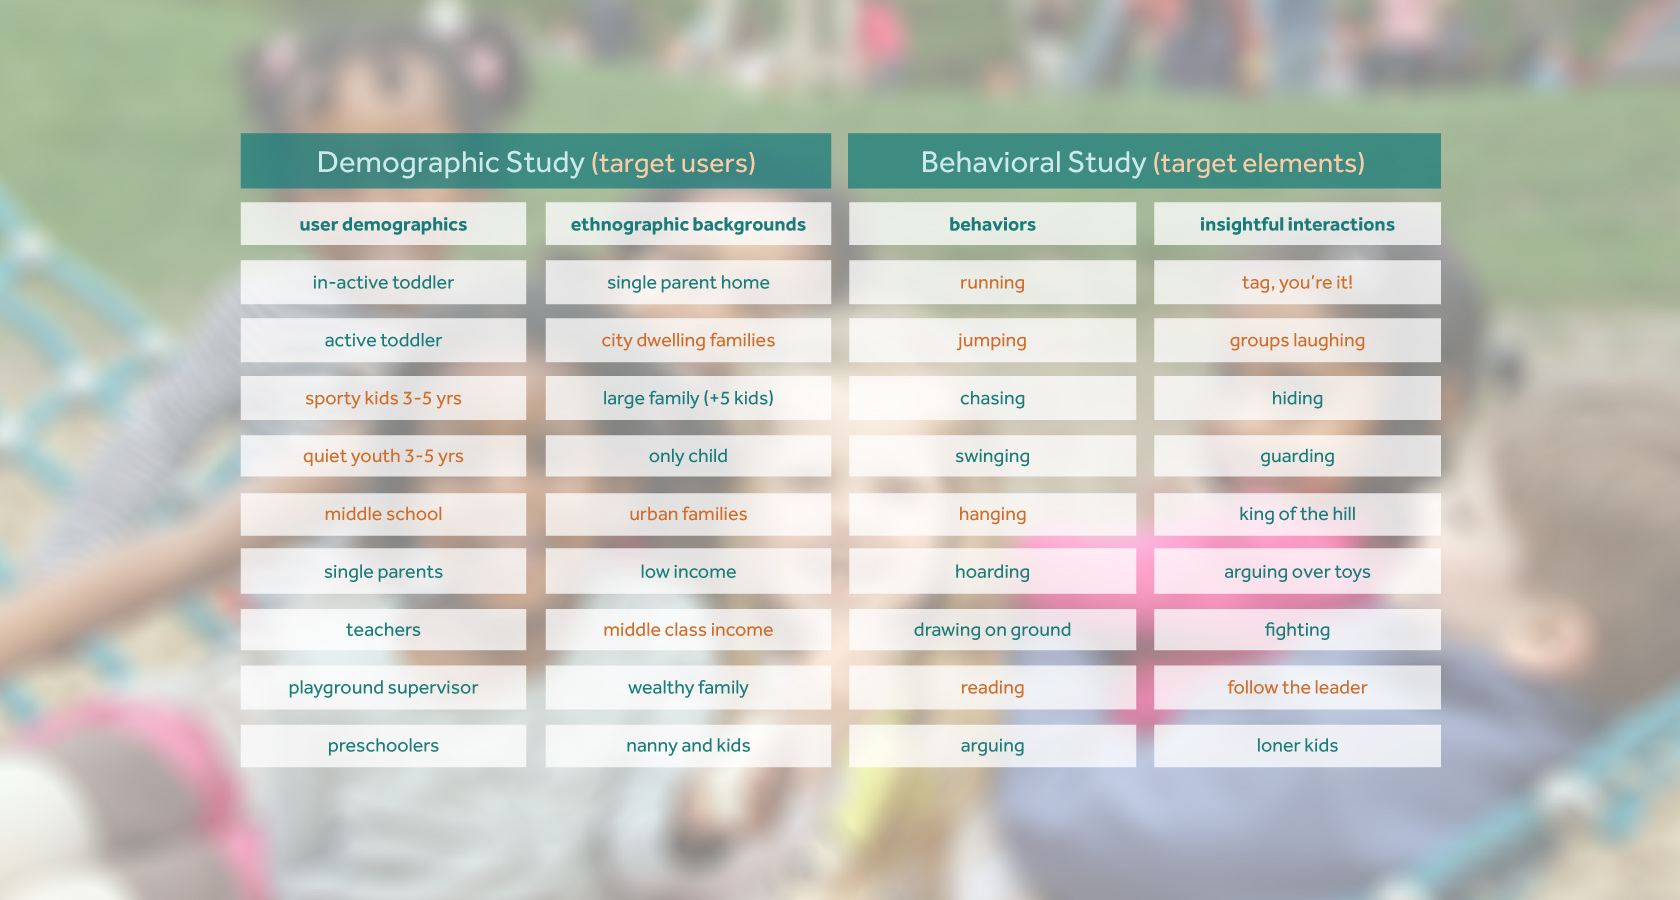 Demographic Study (target users)
Behavioral Study (target elements)
user demographics
ethnographic backgrounds
behaviors
insightful interactions
in-active toddler
single parent home
running
tag, you're it!
active toddler
city dwelling families
jumping
groups laughing
sporty kids 3-5 yrs
large family (+5 kids)
chasing
hiding
quiet youth 3-5 yrs
only child
swinging
guarding
middle school
urban families
hanging
king of the hill
single parents
low income
hoarding
arguing over toys
teachers
middle class income
drawing on ground
fighting
playground supervisor
wealthy family
reading
follow the leader
preschoolers
nanny and kids
arguing
loner kids